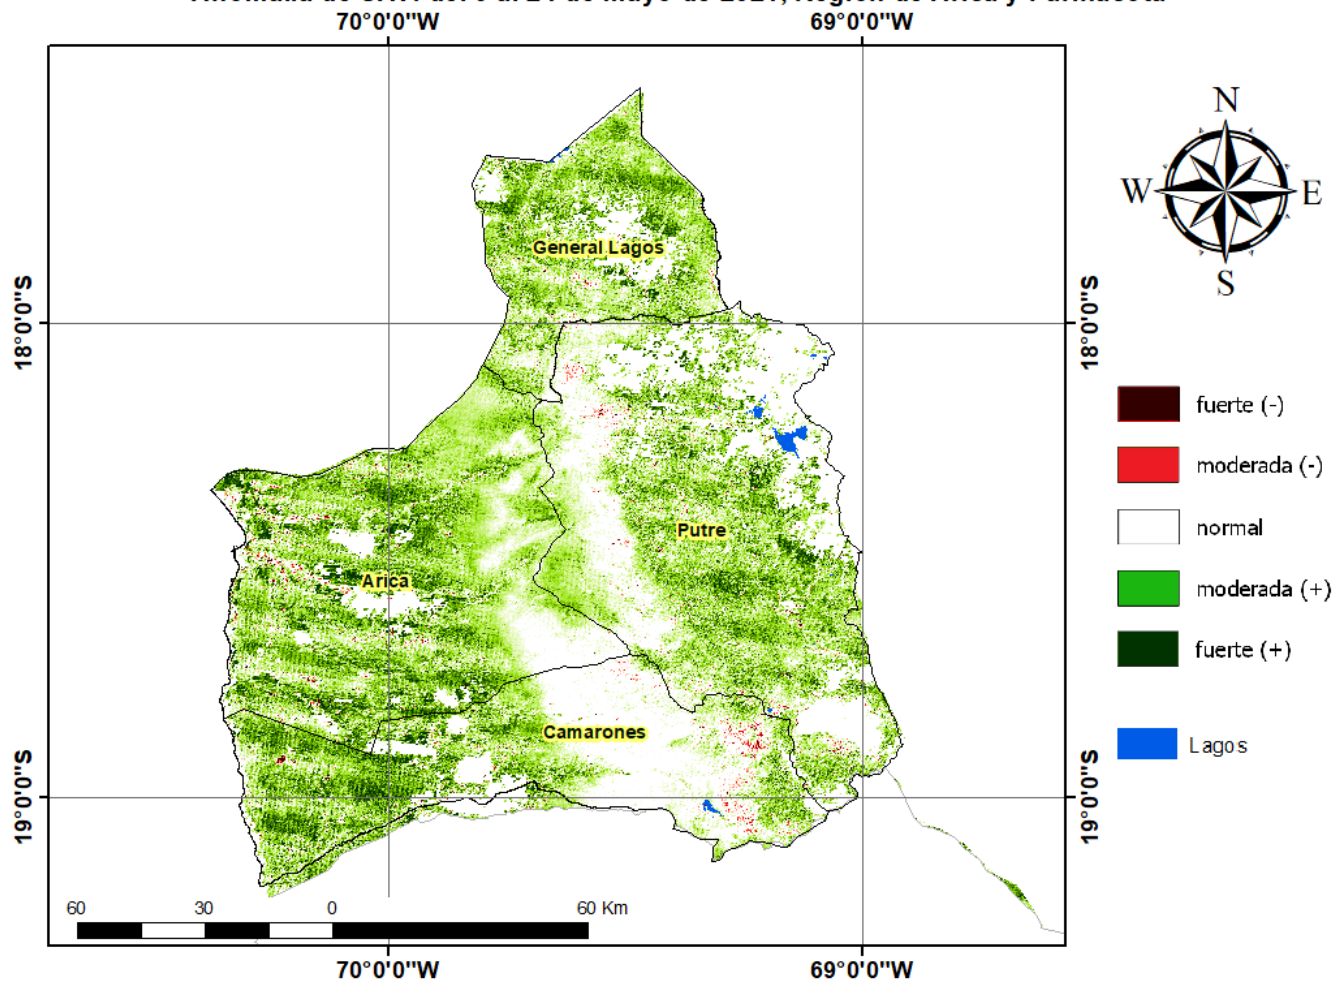 70°0'0"W 69°0'0"W
N
W E
S
General Lagos
18°0'0"S 18°0'0"S
fuerte (-)
moderada (-)
normal
Putre
Arica
moderada (+)
fuerte (+)
Camarones
Lagos
19°0'0"S 19°0'0"S
60 30 0 60 Km
70°0'0"W 69°0'0"W